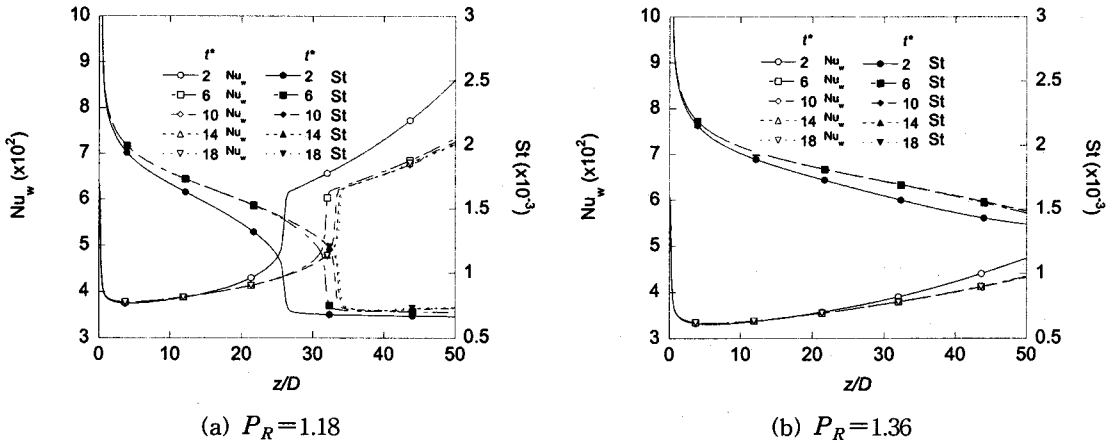 10
9
8
7
6
5
4
3
Nu_w (x10²)
t* t*
2 Nu_w 2 St
6 Nu_w 6 St
10 Nu_w 10 St
14 Nu_w 14 St
18 Nu_w 18 St
3
2.5
2
1.5
1
0.5
St (x10⁻³)
0 10 20 30 40 50
z/D
(a) P_R=1.18
10
9
8
7
6
5
4
3
Nu_w (x10²)
t* t*
2 Nu_w 2 St
6 Nu_w 6 St
10 Nu_w 10 St
14 Nu_w 14 St
18 Nu_w 18 St
3
2.5
2
1.5
1
0.5
St (x10⁻³)
0 10 20 30 40 50
z/D
(b) P_R=1.36